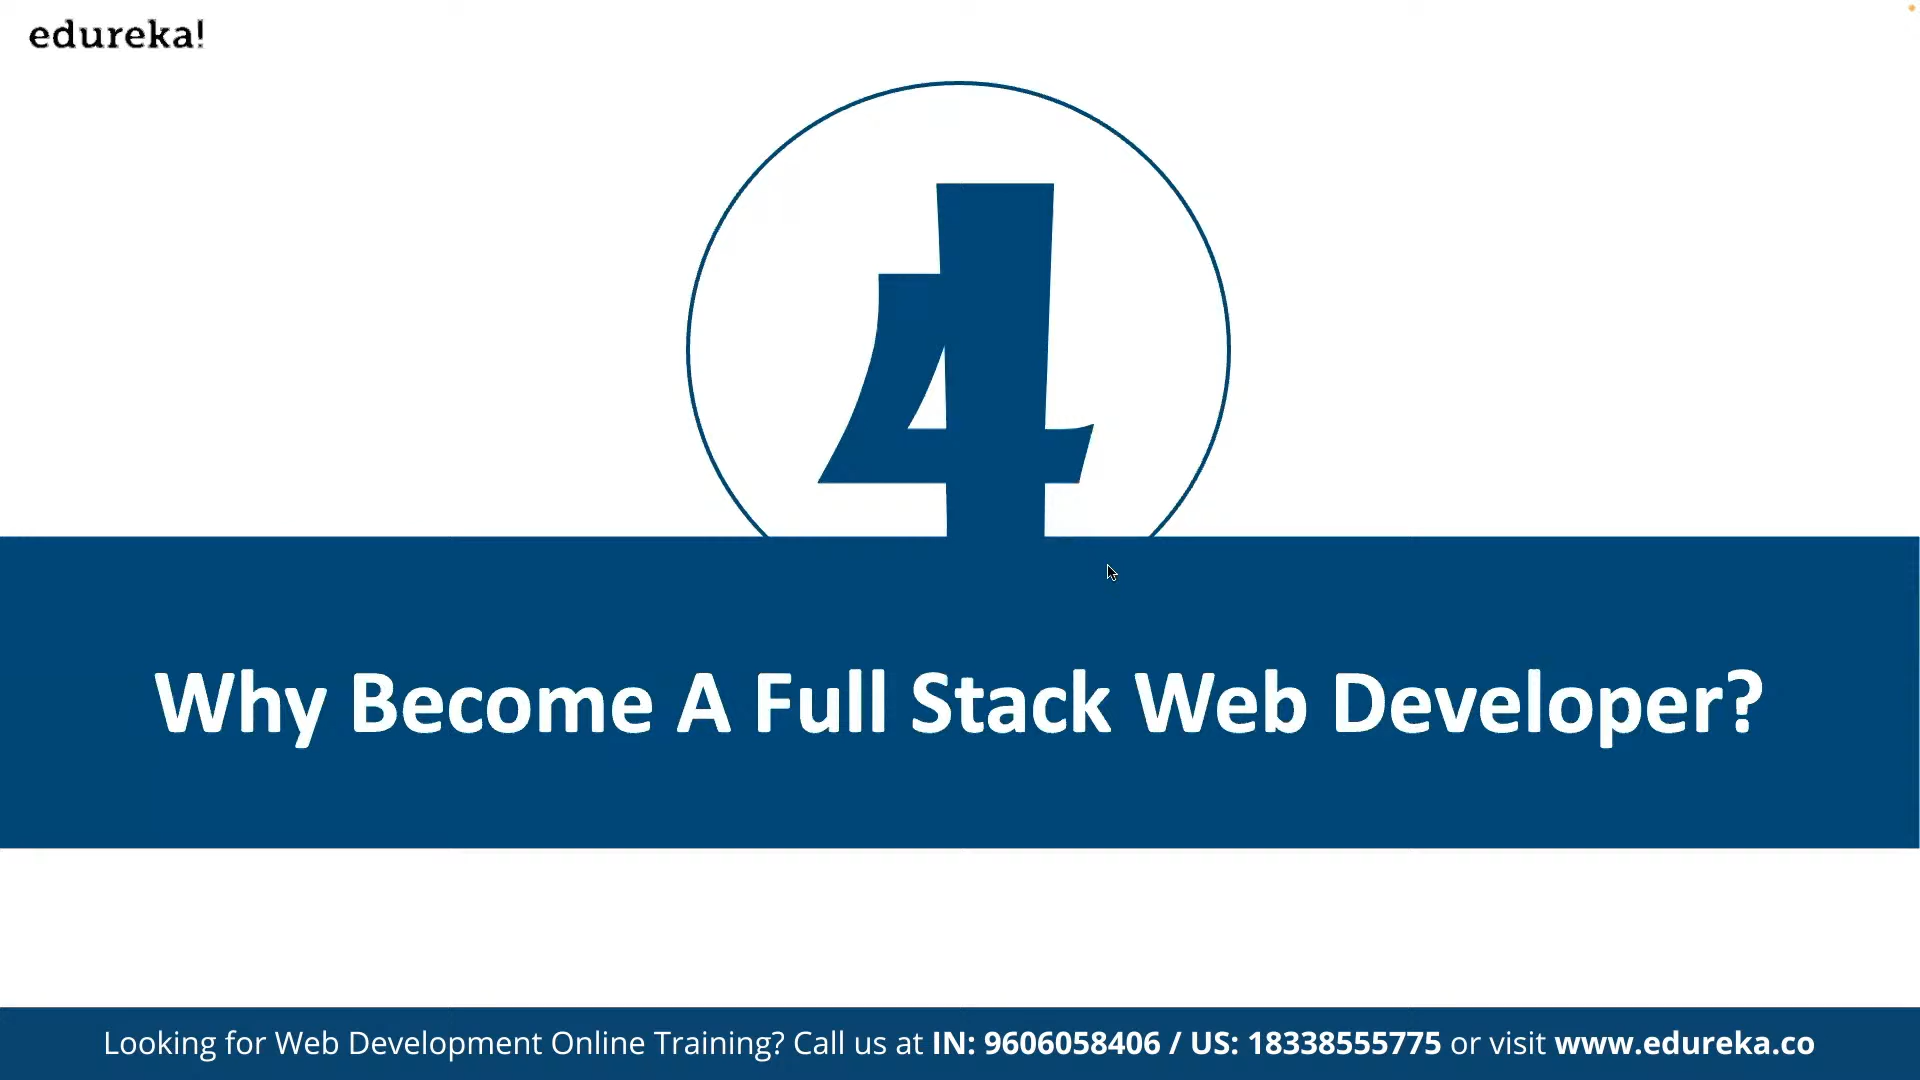 edureka!
4
Why Become A Full Stack Web Developer?
Looking for Web Development Online Training? Call us at IN: 9606058406 / US: 18338555775 or visit www.edureka.co